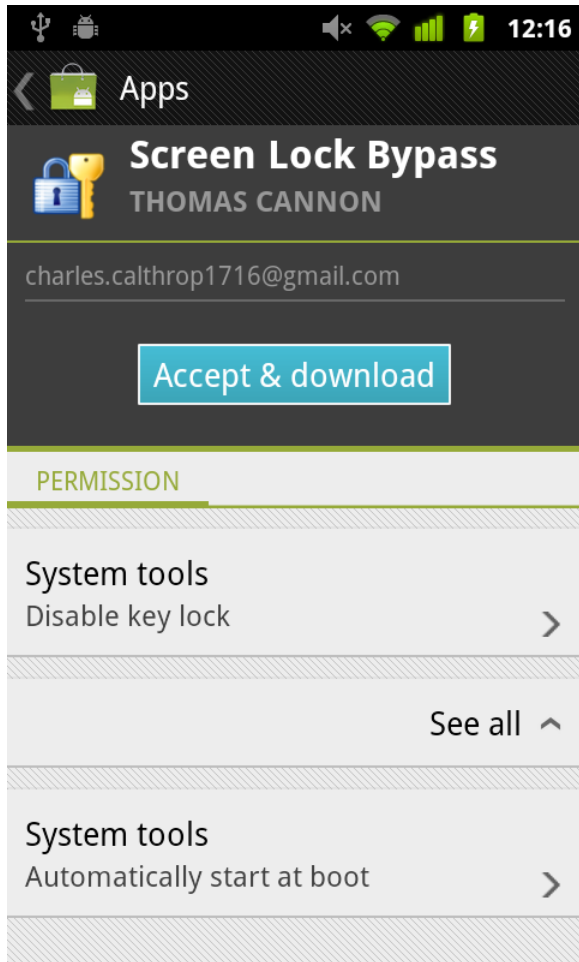 12:16
Apps
Screen Lock Bypass
THOMAS CANNON
charles.calthrop1716@gmail.com
Accept & download
PERMISSION
System tools
Disable key lock
See all
System tools
Automatically start at boot